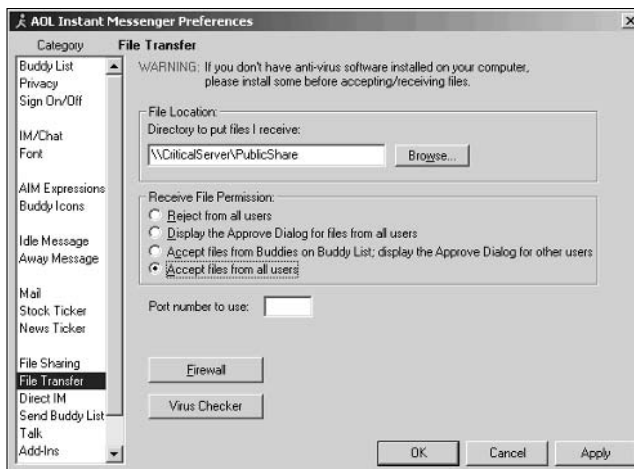 AOL Instant Messenger Preferences
Category
File Transfer
Buddy List
Privacy
Sign On/Off
IM/Chat
Font
AIM Expressions
Buddy Icons
Idle Message
Away Message
Mail
Stock Ticker
News Ticker
File Sharing
File Transfer
Direct IM
Send Buddy List
Talk
Add-Ins
WARNING: If you don't have anti-virus software installed on your computer,
please install some before accepting/receiving files.
File Location:
Directory to put files I receive:
\\CriticalServer\PublicShare
Browse...
Receive File Permission:
Reject from all users
Display the Approve Dialog for files from all users
Accept files from Buddies on Buddy List; display the Approve Dialog for other users
Accept files from all users
Port number to use:
Firewall
Virus Checker
OK
Cancel
Apply